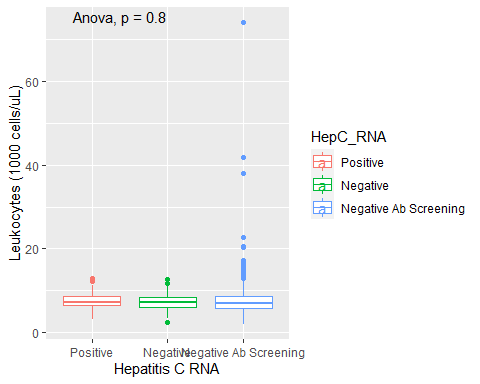 Anova, p = 0.8
Leukocytes (1000 cells/uL)
60
40
20
0
Positive
Negative
Negative Ab Screening
Hepatitis C RNA
HepC_RNA
a Positive
a Negative
a Negative Ab Screening